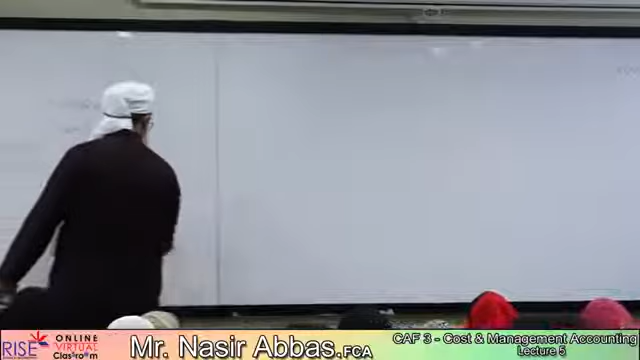 RISE
ONLINE
VIRTUAL
Classroom
Mr. Nasir Abbas.FCA
CAF 3 - Cost & Management Accounting
Lecture 5